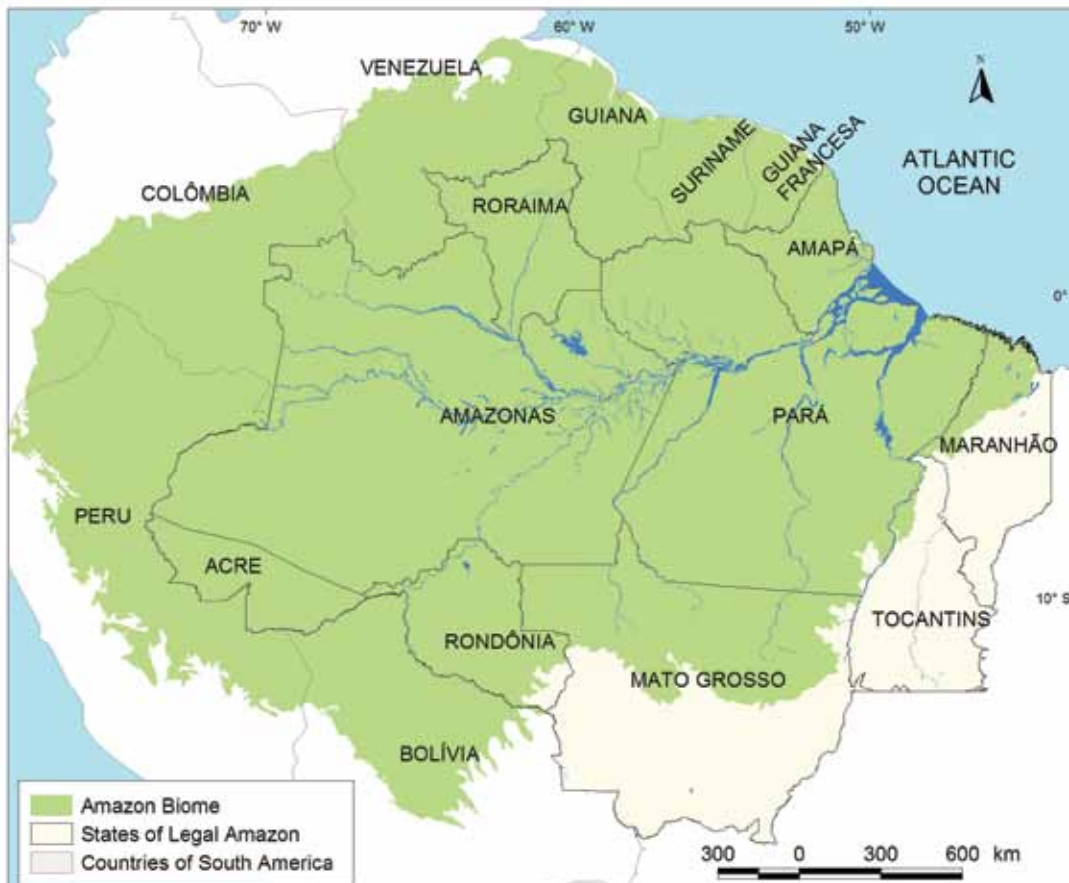 70° W
60° W
50° W
VENEZUELA
N
GUIANA
SURINAME
GUIANA
FRANCESA
ATLANTIC
OCEAN
COLÔMBIA
RORAIMA
AMAPÁ
0°
AMAZONAS
PARÁ
MARANHÃO
PERU
ACRE
10° S
TOCANTINS
RONDÔNIA
MATO GROSSO
BOLÍVIA
Amazon Biome
States of Legal Amazon
Countries of South America
300 0 300 600 km